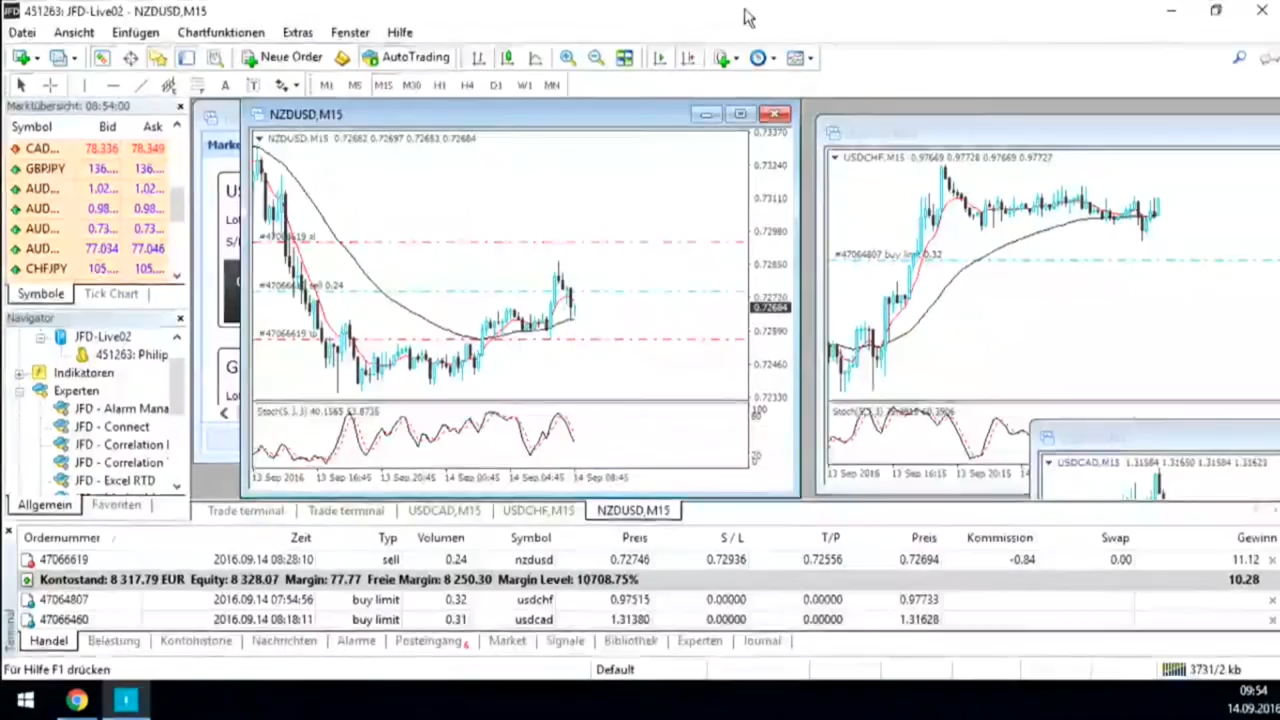 451263: JFD-Live02 - NZDUSD,M15
Datei Ansicht Einfügen Chartfunktionen Extras Fenster Hilfe
Neue Order AutoTrading
A T M1 M5 M15 M30 H1 H4 D1 W1 MN
Marktübersicht: 08:54:00
Symbol Bid Ask
CAD... 78.336 78.349
GBPJPY 136.... 136....
AUD... 1.02... 1.02...
AUD... 0.98... 0.98...
AUD... 0.73... 0.73...
AUD... 77.034 77.046
CHFJPY 105.... 105....
Symbole Tick Chart
Navigator
JFD-Live02
451263: Philip
Indikatoren
Experten
JFD - Alarm Mana
JFD - Connect
JFD - Correlation
JFD - Correlation
JFD - Excel RTD
Allgemein Favoriten
Marke
NZDUSD,M15
NZDUSD,M15 0.72682 0.72697 0.72653 0.72684
#47066619 sl
sell 0.24
0.73370
0.73240
0.73110
0.72980
0.72850
0.72720
0.72684
0.72590
0.72460
0.72330
Stoch(5,3,3)
13 Sep 2016 13 Sep 16:45 13 Sep 20:45 14 Sep 00:45 14 Sep 04:45 14 Sep 08:45
USDCHF,M15 0.97669 0.97728 0.97669 0.97727
#47064807 buy limit 0.32
13 Sep 2016 13 Sep 16:15 13 Sep 20:15
USDCAD,M15 1.31584 1.31650 1.31584 1.31623
Trade terminal Trade terminal USDCAD,M15 USDCHF,M15 NZDUSD,M15
Ordernummer Zeit Typ Volumen Symbol Preis S / L T/P Preis Kommission Swap Gewinn
47066619 2016.09.14 08:28:10 sell 0.24 nzdusd 0.72746 0.72936 0.72556 0.72694 -0.84 0.00 11.12
Kontostand: 8 317.79 EUR Equity: 8 328.07 Margin: 77.77 Freie Margin: 8 250.30 Margin Level: 10708.75% 10.28
47064807 2016.09.14 07:54:56 buy limit 0.32 usdchf 0.97515 0.00000 0.00000 0.97733
47066460 2016.09.14 08:18:11 buy limit 0.31 usdcad 1.31380 0.00000 0.00000 1.31628
Terminal
Handel Belastung Kontohistorie Nachrichten Alarme Posteingang 6 Market Signale Bibliothek Experten Journal
Für Hilfe F1 drücken Default 3731/2 kb
09:54
14.09.2016